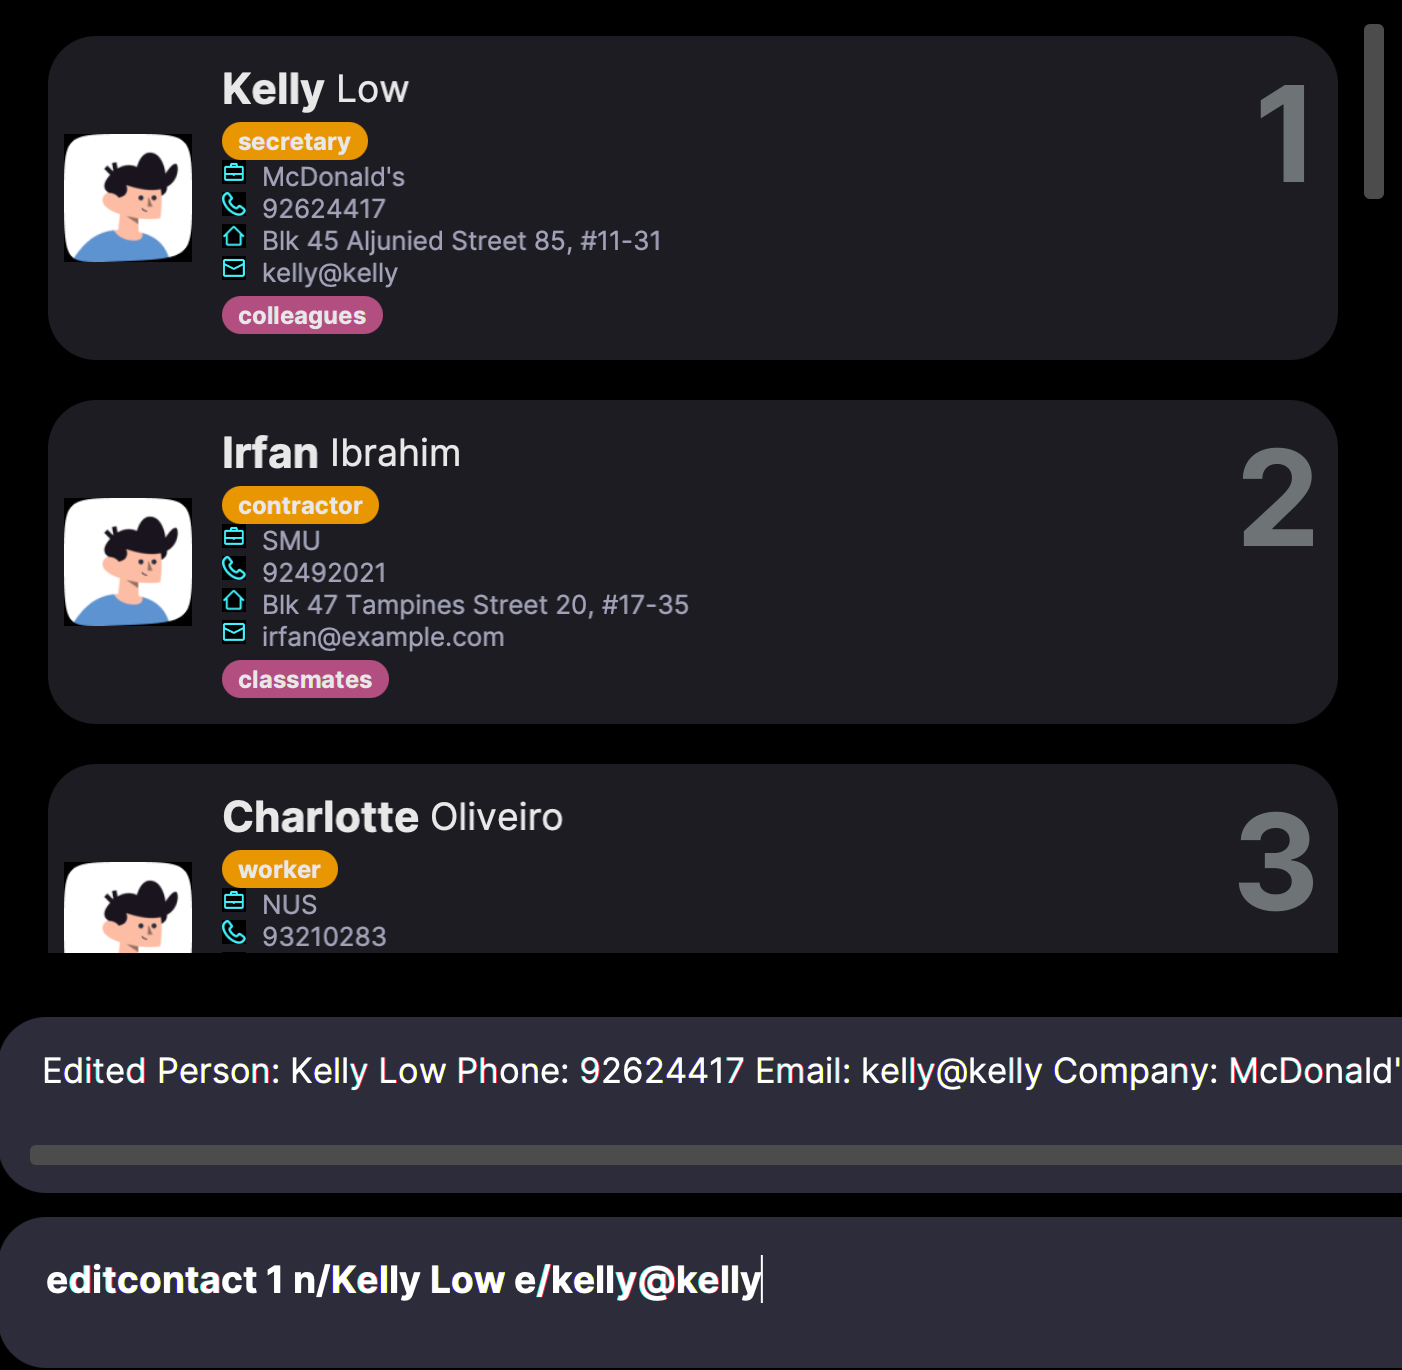 Kelly Low
1
secretary
McDonald's
92624417
Blk 45 Aljunied Street 85, #11-31
kelly@kelly
colleagues
Irfan Ibrahim
2
contractor
SMU
92492021
Blk 47 Tampines Street 20, #17-35
irfan@example.com
classmates
Charlotte Oliveiro
3
worker
NUS
93210283
Edited Person: Kelly Low Phone: 92624417 Email: kelly@kelly Company: McDonald'
editcontact 1 n/Kelly Low e/kelly@kelly